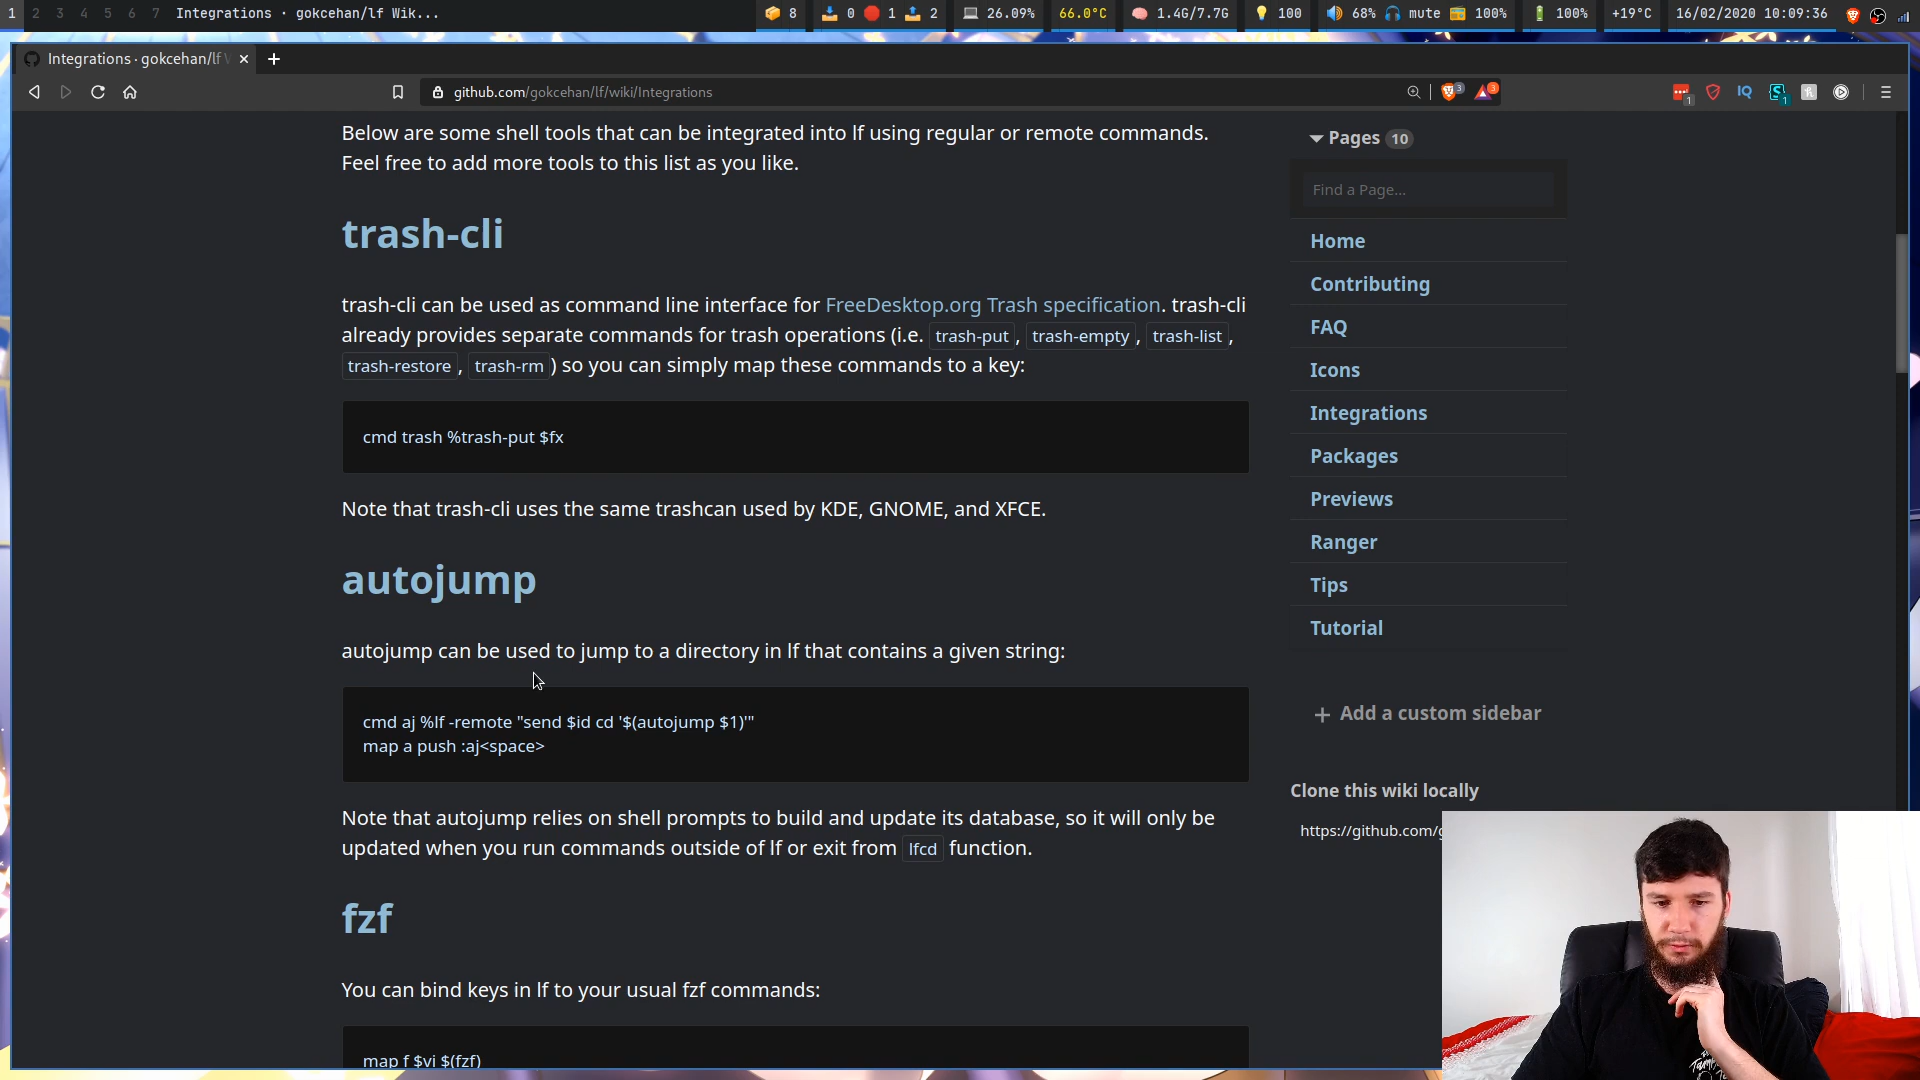 1 2 3 4 5 6 7 Integrations · gokcehan/lf Wik... 8 0 1 2 26.09% 66.0°C 1.4G/7.7G 100 68% mute 100% 100% +19°C 16/02/2020 10:09:36
Integrations · gokcehan/lf W
github.com/gokcehan/lf/wiki/Integrations
Below are some shell tools that can be integrated into lf using regular or remote commands.
Feel free to add more tools to this list as you like.
trash-cli
trash-cli can be used as command line interface for FreeDesktop.org Trash specification. trash-cli
already provides separate commands for trash operations (i.e. trash-put, trash-empty, trash-list,
trash-restore, trash-rm) so you can simply map these commands to a key:
cmd trash %trash-put $fx
Note that trash-cli uses the same trashcan used by KDE, GNOME, and XFCE.
autojump
autojump can be used to jump to a directory in lf that contains a given string:
cmd aj %lf -remote "send $id cd '$(autojump $1)'"
map a push :aj<space>
Note that autojump relies on shell prompts to build and update its database, so it will only be
updated when you run commands outside of lf or exit from lfcd function.
fzf
You can bind keys in lf to your usual fzf commands:
map f $vi $(fzf)
Pages 10
Find a Page...
Home
Contributing
FAQ
Icons
Integrations
Packages
Previews
Ranger
Tips
Tutorial
Add a custom sidebar
Clone this wiki locally
https://github.com/g